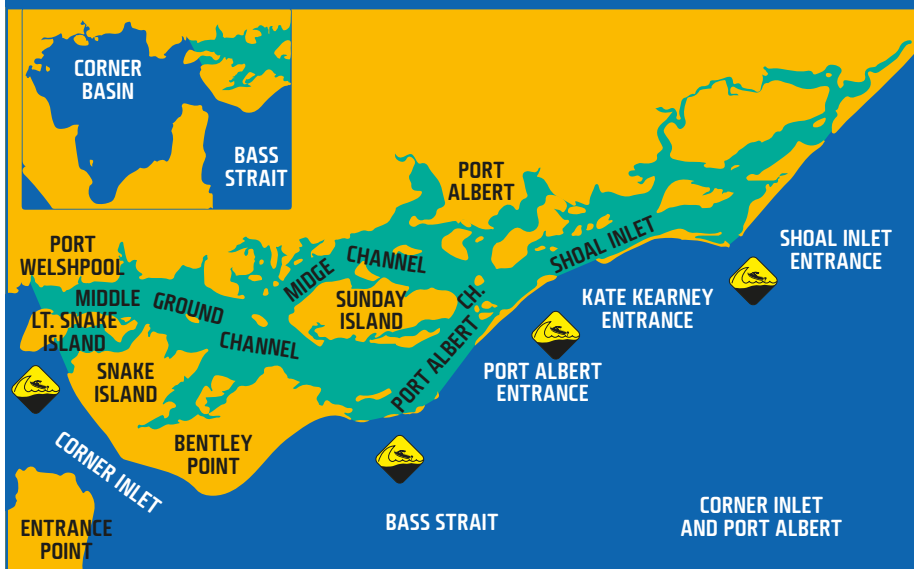 CORNER
BASIN
BASS
STRAIT
PORT
ALBERT
PORT
WELSHPOOL
MIDGE CHANNEL
SHOAL INLET
SHOAL INLET
ENTRANCE
MIDDLE GROUND CHANNEL
LT. SNAKE
ISLAND
SUNDAY
ISLAND
KATE KEARNEY
ENTRANCE
PORT ALBERT CH.
SNAKE
ISLAND
PORT ALBERT
ENTRANCE
BENTLEY
POINT
CORNER INLET
ENTRANCE
POINT
BASS STRAIT
CORNER INLET
AND PORT ALBERT